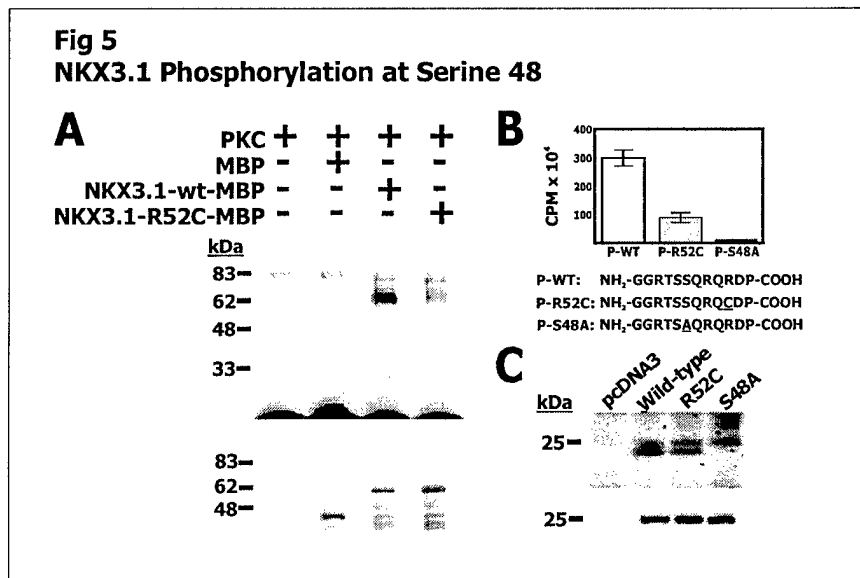 Fig 5
NKX3.1 Phosphorylation at Serine 48
A
PKC + + + +
MBP - + - -
NKX3.1-wt-MBP - - + -
NKX3.1-R52C-MBP - - - +
kDa
83
62
48
33
83
62
48
B
CPM x 10⁴
400
300
200
100
P-WT P-R52C P-S48A
P-WT: NH₂-GGRTSSQRQRDP-COOH
P-R52C: NH₂-GGRTSSQRQCDP-COOH
P-S48A: NH₂-GGRTSAQRQRDP-COOH
C
pcDNA3 Wild-type R52C S48A
kDa
25
25